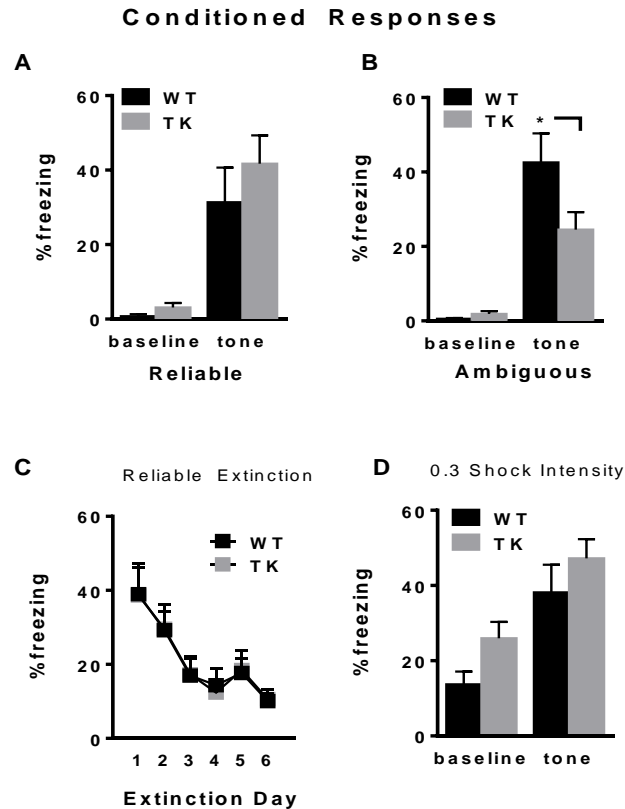 Conditioned Responses
A
WT
TK
60
40
20
0
%freezing
baseline tone
Reliable
B
WT
TK
*
60
40
20
0
%freezing
baseline tone
Ambiguous
C
Reliable Extinction
WT
TK
60
40
20
0
%freezing
1 2 3 4 5 6
Extinction Day
D
0.3 Shock Intensity
WT
TK
60
40
20
0
%freezing
baseline tone